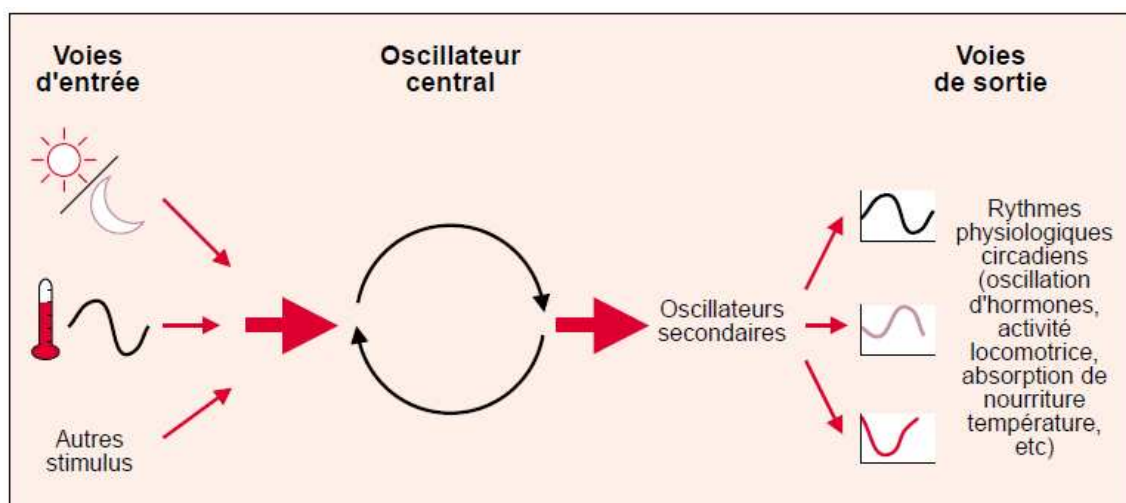 Voies
d'entrée
Oscillateur
central
Voies
de sortie
Autres
stimulus
Oscillateurs
secondaires
Rythmes
physiologiques
circadiens
(oscillation
d'hormones,
activité
locomotrice,
absorption de
nourriture
température,
etc)